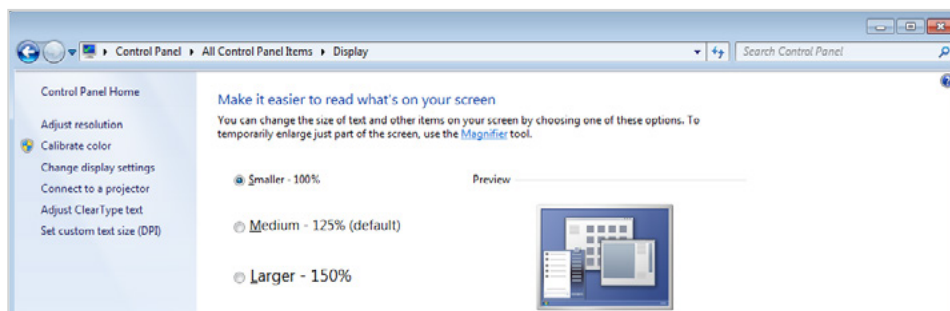 Control Panel ▸ All Control Panel Items ▸ Display
Search Control Panel
Control Panel Home
Adjust resolution
Calibrate color
Change display settings
Connect to a projector
Adjust ClearType text
Set custom text size (DPI)
Make it easier to read what's on your screen
You can change the size of text and other items on your screen by choosing one of these options. To
temporarily enlarge just part of the screen, use the Magnifier tool.
Smaller - 100%
Preview
Medium - 125% (default)
Larger - 150%